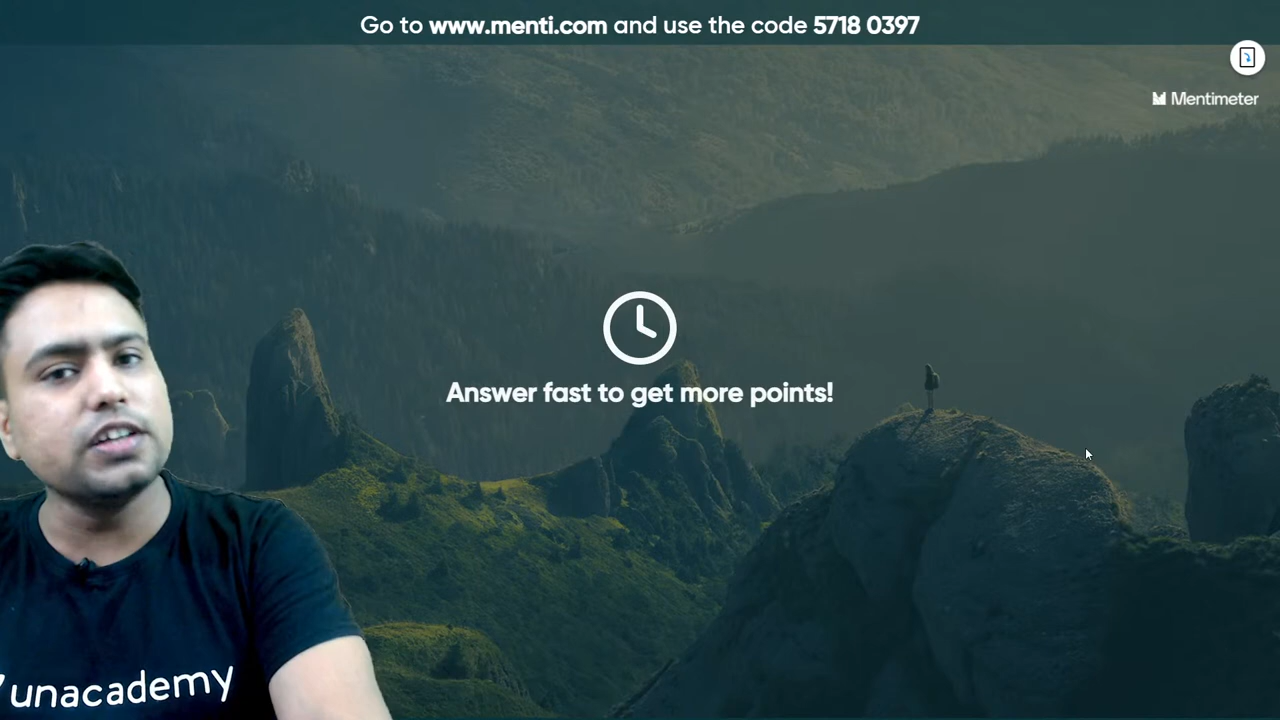 Go to www.menti.com and use the code 5718 0397
Mentimeter
Answer fast to get more points!
unacademy